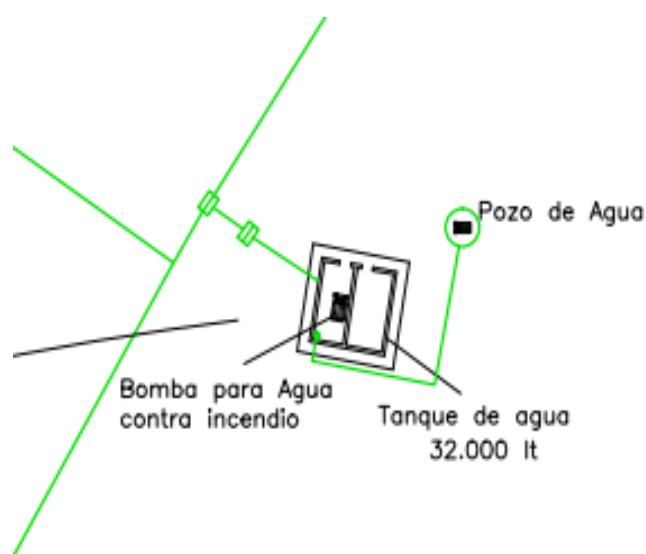 Pozo de Agua
Bomba para Agua
contra incendio
Tanque de agua
32.000 lt